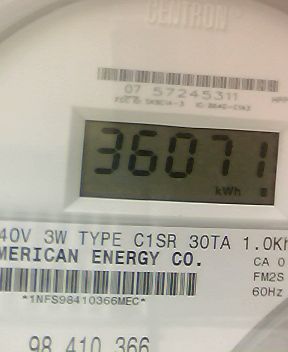 CENTRON
07 57245311
36071
kWh
40V 3W TYPE C1SR 30TA 1.0Kh
MERICAN ENERGY CO.
CA 0
FM2S
60Hz
*1NFS98410366MEC*
98 410 366